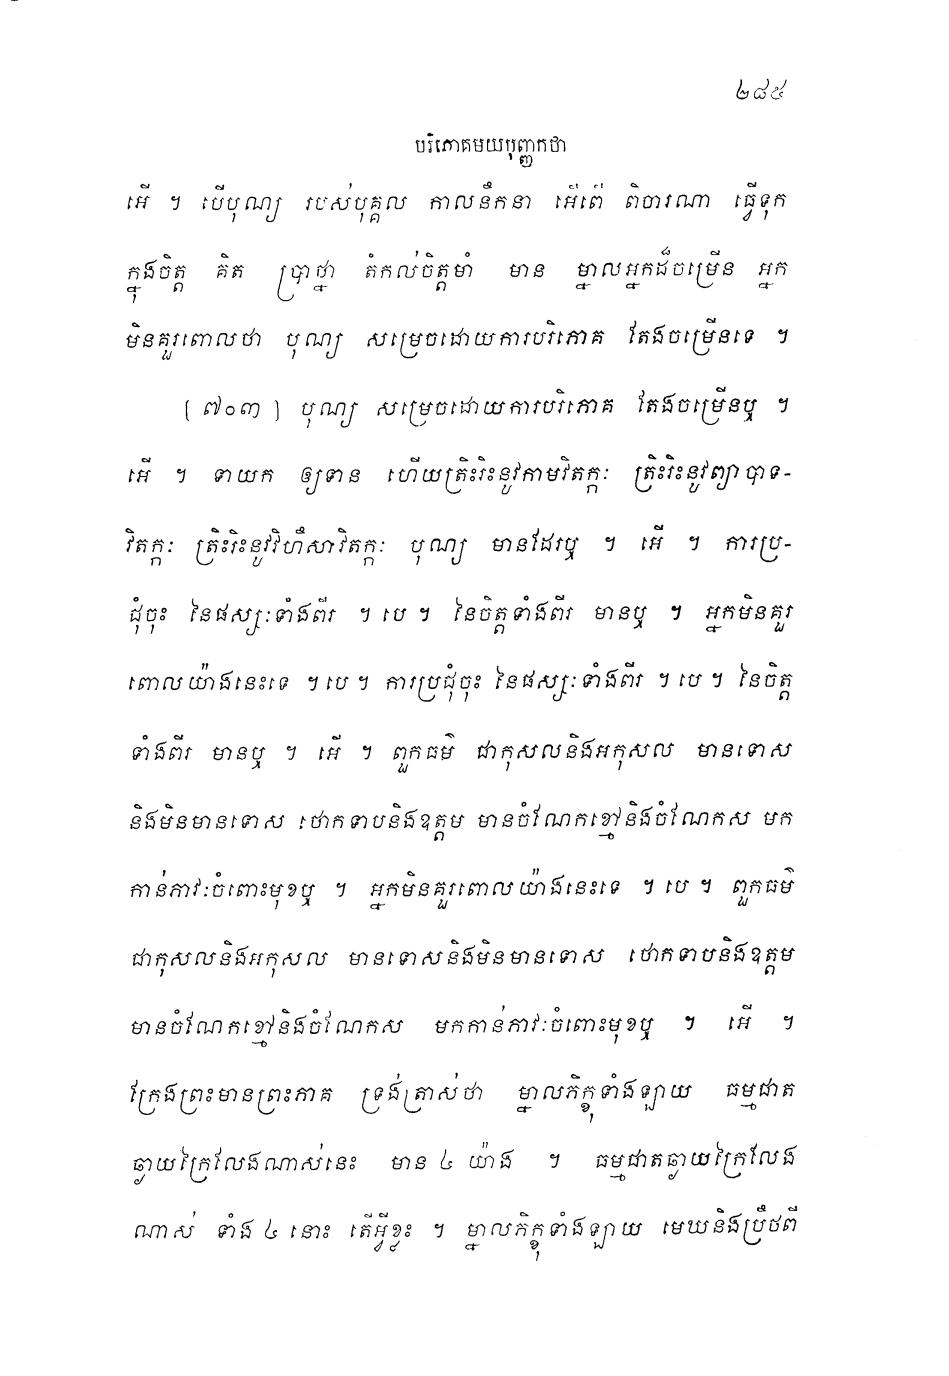 ២៨៥
បរិភោគមយបុញ្ញកថា
អើ ។ បើបុណ្យ របស់បុគ្គល កាលនឹកនា អើពើ ពិចារណា ធ្វើទុក
ក្នុងចិត្ត គិត ប្រាថ្នា តំកល់ចិត្តមាំ មាន ម្នាលអ្នកដ៏ចម្រើន អ្នក
មិនគួរពោលថា បុណ្យ សម្រេចដោយការបរិភោគ តែងចម្រើនទេ ។
[៧០៣] បុណ្យ សម្រេចដោយការបរិភោគ តែងចម្រើនឬ ។
អើ ។ ទាយក ឲ្យទាន ហើយត្រិះរិះនូវកាមវិតក្កៈ ត្រិះរិះនូវព្យាបាទ-
វិតក្កៈ ត្រិះរិះនូវវិហឹសាវិតក្កៈ បុណ្យ មានដែរឬ ។ អើ ។ ការប្រ-
ជុំចុះ នៃផស្សៈទាំងពីរ ។ បេ ។ នៃចិត្តទាំងពីរ មានឬ ។ អ្នកមិនគួរ
ពោលយ៉ាងនេះទេ ។ បេ ។ ការប្រជុំចុះ នៃផស្សៈទាំងពីរ ។ បេ ។ នៃចិត្ត
ទាំងពីរ មានឬ ។ អើ ។ ពួកធម៌ ជាកុសលនិងអកុសល មានទោស
និងមិនមានទោស ថោកទាបនិងឧត្តម មានចំណែកខ្មៅនិងចំណែកស មក
កាន់ភាវៈចំពោះមុខឬ ។ អ្នកមិនគួរពោលយ៉ាងនេះទេ ។ បេ ។ ពួកធម៌
ជាកុសលនិងអកុសល មានទោសនិងមិនមានទោស ថោកទាបនិងឧត្តម
មានចំណែកខ្មៅនិងចំណែកស មកកាន់ភាវៈចំពោះមុខឬ ។ អើ ។
ក្រែងព្រះមានព្រះភាគ ទ្រង់ត្រាស់ថា ម្នាលភិក្ខុទាំងឡាយ ធម្មជាត
ឆ្ងាយក្រៃលែងណាស់នេះ មាន ៤ យ៉ាង ។ ធម្មជាតឆ្ងាយក្រៃលែង
ណាស់ ទាំង ៤ នោះ តើអ្វីខ្លះ ។ ម្នាលភិក្ខុទាំងឡាយ មេឃនិងប្រឹថពី